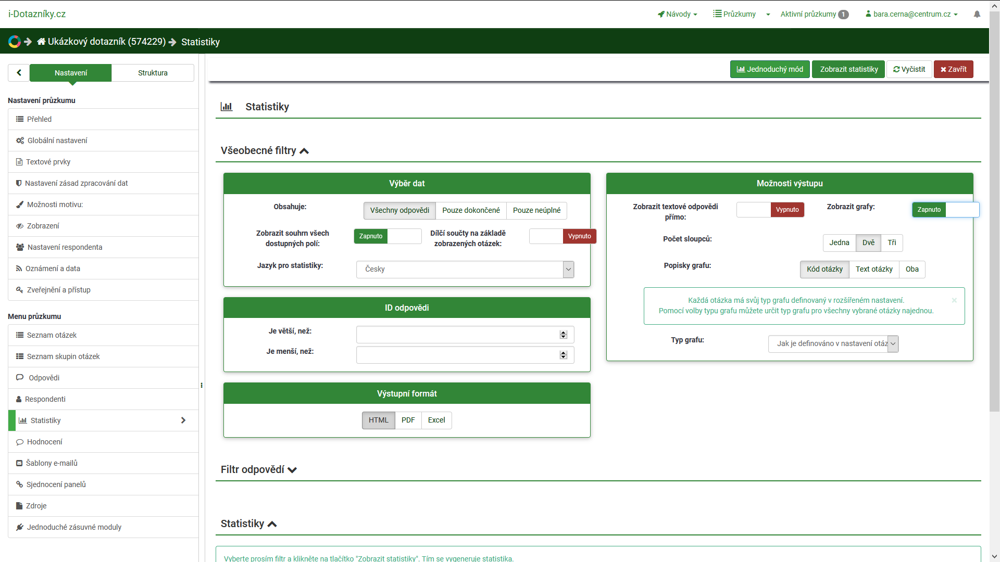 i-Dotazníky.cz
Návody
Průzkumy
Aktivní průzkumy 1
bara.cerna@centrum.cz
Ukázkový dotazník (574229)
Statistiky
Nastavení
Struktura
Jednoduchý mód
Zobrazit statistiky
Vyčistit
Zavřít
Nastavení průzkumu
Přehled
Globální nastavení
Textové prvky
Nastavení zásad zpracování dat
Možnosti motivu:
Zobrazení
Nastavení respondenta
Oznámení a data
Zveřejnění a přístup
Menu průzkumu
Seznam otázek
Seznam skupin otázek
Odpovědi
Respondenti
Statistiky
Hodnocení
Šablony e-mailů
Sjednocení panelů
Zdroje
Jednoduché zásuvné moduly
Statistiky
Všeobecné filtry
Výběr dat
Obsahuje:
Všechny odpovědi
Pouze dokončené
Pouze neúplné
Zobrazit souhrn všech
dostupných polí:
Zapnuto
Dílčí součty na základě
zobrazených otázek:
Vypnuto
Jazyk pro statistiky:
Česky
ID odpovědi
Je větší, než:
Je menší, než:
Výstupní formát
HTML
PDF
Excel
Možnosti výstupu
Zobrazit textové odpovědi
přímo:
Vypnuto
Zobrazit grafy:
Zapnuto
Počet sloupců:
Jedna
Dvě
Tři
Popisky grafu:
Kód otázky
Text otázky
Oba
Každá otázka má svůj typ grafu definovaný v rozšířeném nastavení.
Pomocí volby typu grafu můžete určit typ grafu pro všechny vybrané otázky najednou.
Typ grafu:
Jak je definováno v nastavení otáz
Filtr odpovědí
Statistiky
Vyberte prosím filtr a klikněte na tlačítko "Zobrazit statistiky". Tím se vygeneruje statistika.